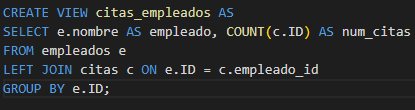 CREATE VIEW citas_empleados AS
SELECT e.nombre AS empleado, COUNT(c.ID) AS num_citas
FROM empleados e
LEFT JOIN citas c ON e.ID = c.empleado_id
GROUP BY e.ID;